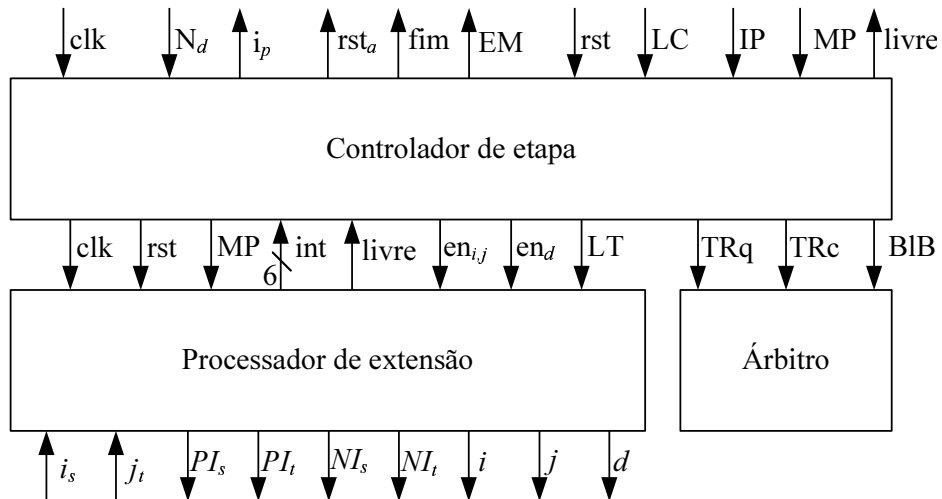 clk N_d i_p rst_a fim EM rst LC IP MP livre
Controlador de etapa
clk rst MP 6 int livre en_{i,j} en_d LT TRq TRc BlB
Processador de extensão Árbitro
i_s j_t PI_s PI_t NI_s NI_t i j d